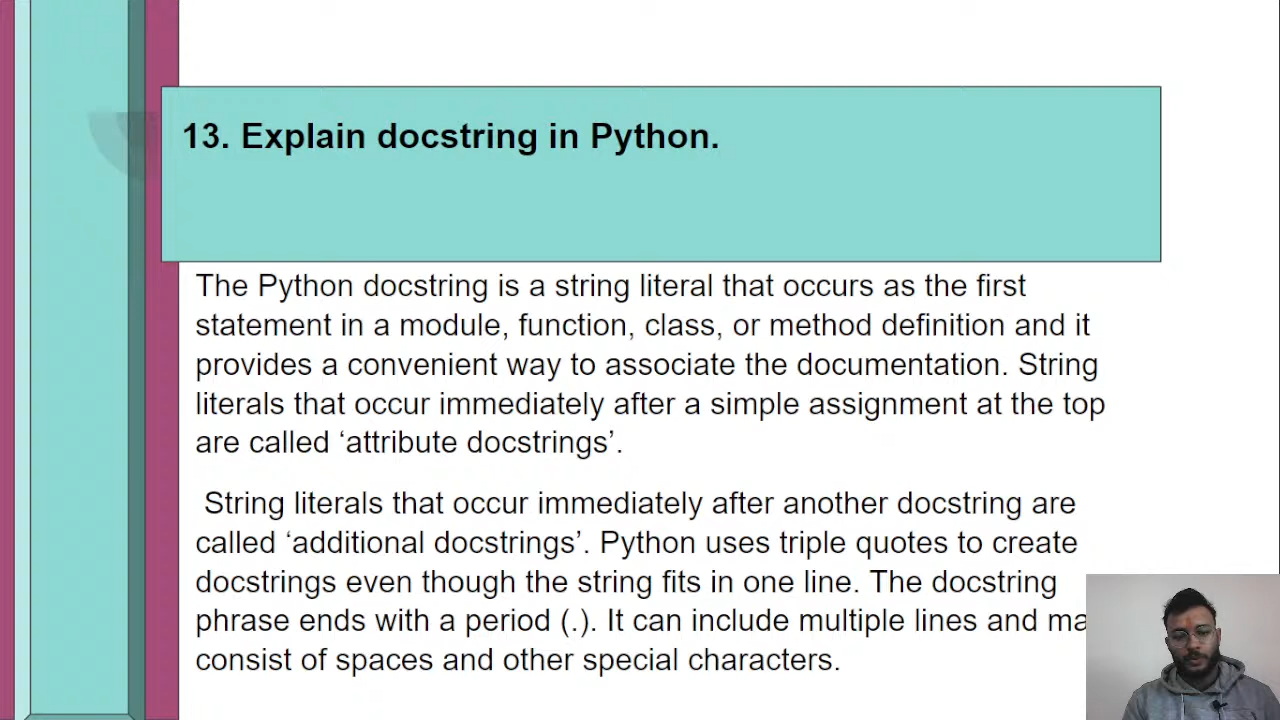 13. Explain docstring in Python.
The Python docstring is a string literal that occurs as the first
statement in a module, function, class, or method definition and it
provides a convenient way to associate the documentation. String
literals that occur immediately after a simple assignment at the top
are called ‘attribute docstrings’.
String literals that occur immediately after another docstring are
called ‘additional docstrings’. Python uses triple quotes to create
docstrings even though the string fits in one line. The docstring
phrase ends with a period (.). It can include multiple lines and
consist of spaces and other special characters.